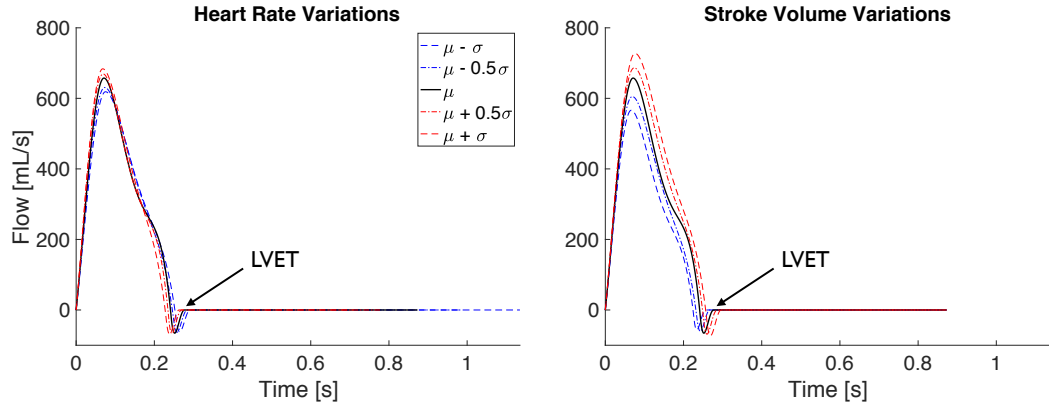 Heart Rate Variations
800
600
400
200
0
Flow [mL/s]
0
0.2
0.4
0.6
0.8
1
Time [s]
μ - σ
μ - 0.5σ
μ
μ + 0.5σ
μ + σ
LVET
Stroke Volume Variations
800
600
400
200
0
0
0.2
0.4
0.6
0.8
1
Time [s]
LVET